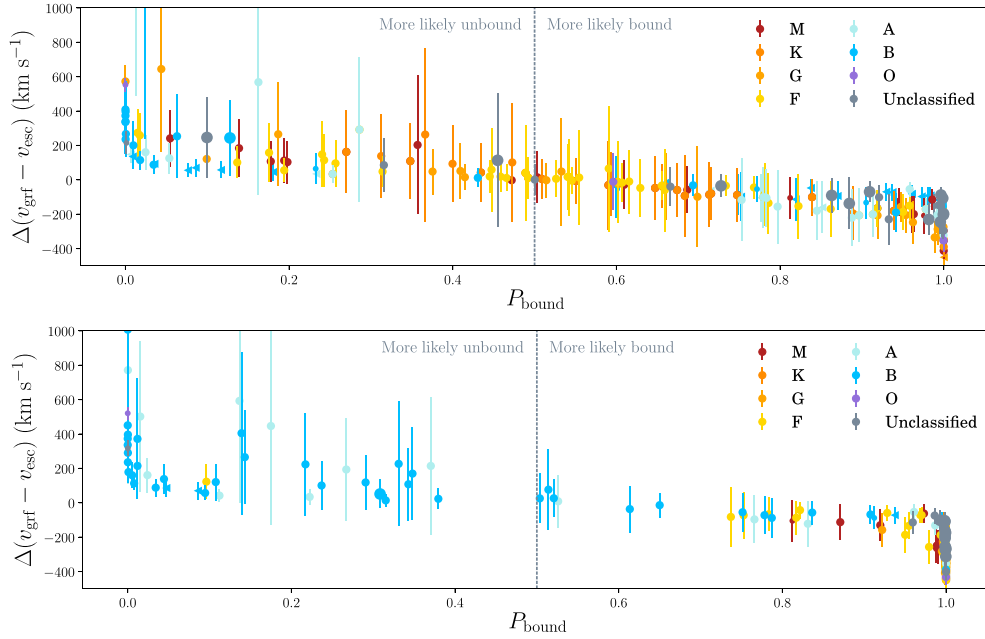 More likely unbound
More likely bound
M
K
G
F
A
B
O
Unclassified
Δ(v_grf − v_esc) (km s⁻¹)
1000
800
600
400
200
0
−200
−400
0.0 0.2 0.4 0.6 0.8 1.0
P_bound
More likely unbound
More likely bound
M
K
G
F
A
B
O
Unclassified
Δ(v_grf − v_esc) (km s⁻¹)
1000
800
600
400
200
0
−200
−400
0.0 0.2 0.4 0.6 0.8 1.0
P_bound